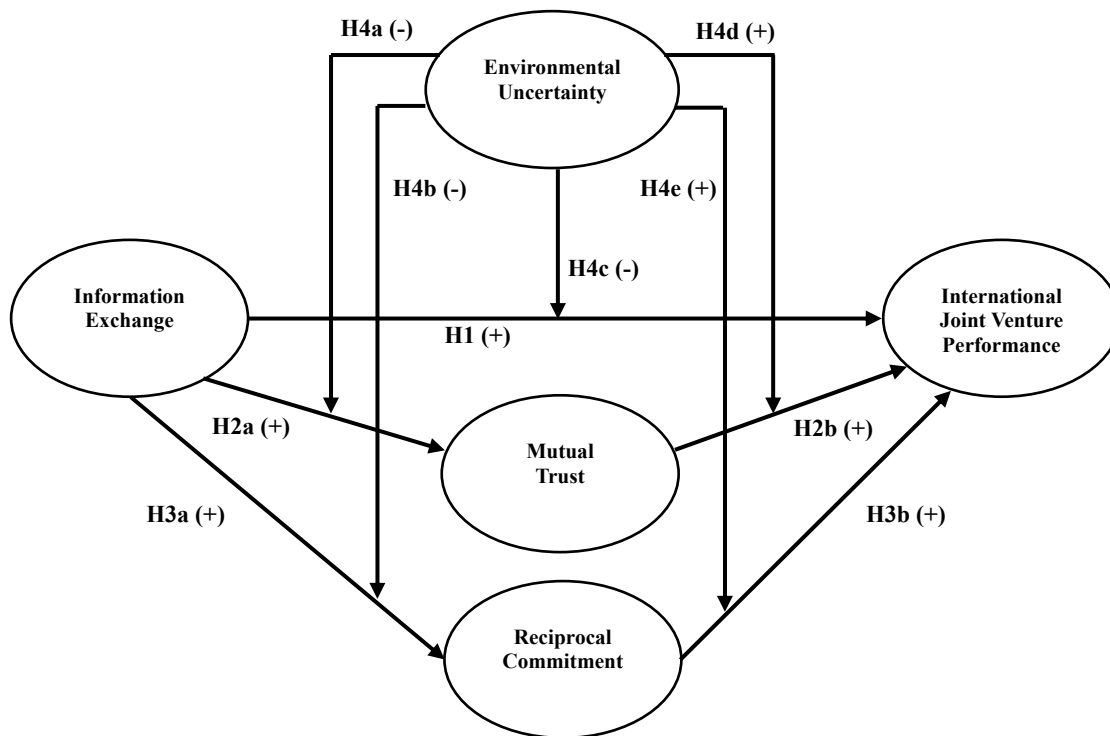 H4a (-)
H4d (+)
Environmental
Uncertainty
H4b (-)
H4e (+)
H4c (-)
Information
Exchange
International
Joint Venture
Performance
H1 (+)
H2a (+)
H2b (+)
Mutual
Trust
H3a (+)
H3b (+)
Reciprocal
Commitment